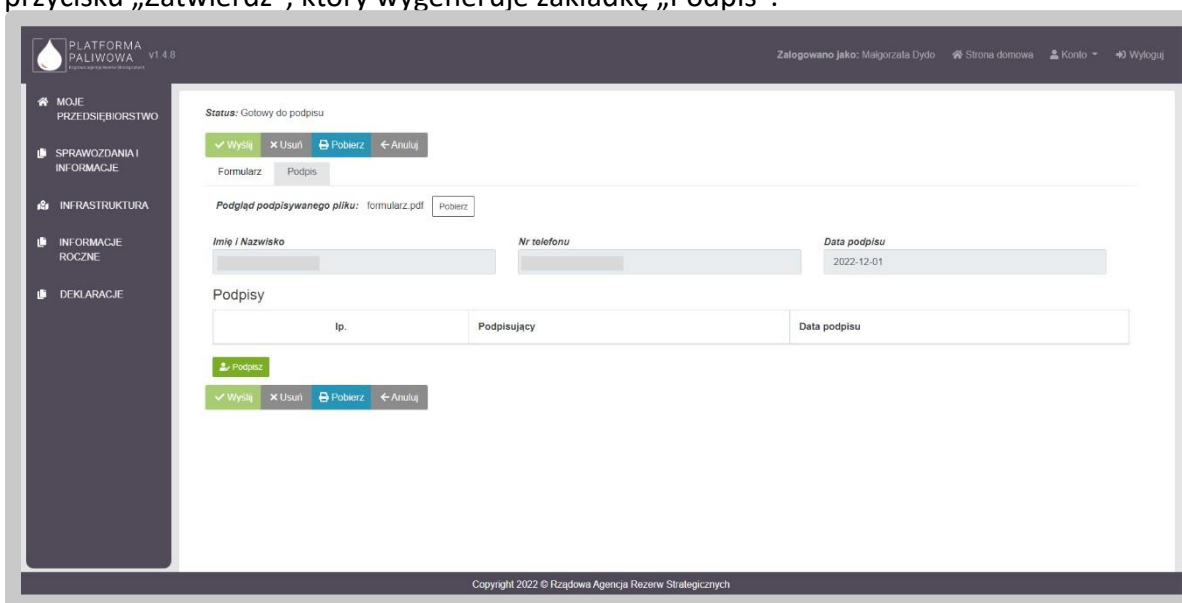 przycisku „Zatwierdź”, który wygeneruje zakładkę „Podpis”.
PLATFORMA
PALIWOWA v1.4.8
Zalogowano jako: Małgorzata Dydo Strona domowa Konto Wyloguj
MOJE
PRZEDSIĘBIORSTWO
SPRAWOZDANIA I
INFORMACJE
INFRASTRUKTURA
INFORMACJE
ROCZNE
DEKLARACJE
Status: Gotowy do podpisu
Wyślij Usuń Pobierz Anuluj
Formularz Podpis
Podgląd podpisywanego pliku: formularz.pdf Pobierz
Imię i Nazwisko Nr telefonu Data podpisu
2022-12-01
Podpisy
lp. Podpisujący Data podpisu
Podpisz
Wyślij Usuń Pobierz Anuluj
Copyright 2022 © Rządowa Agencja Rezerw Strategicznych